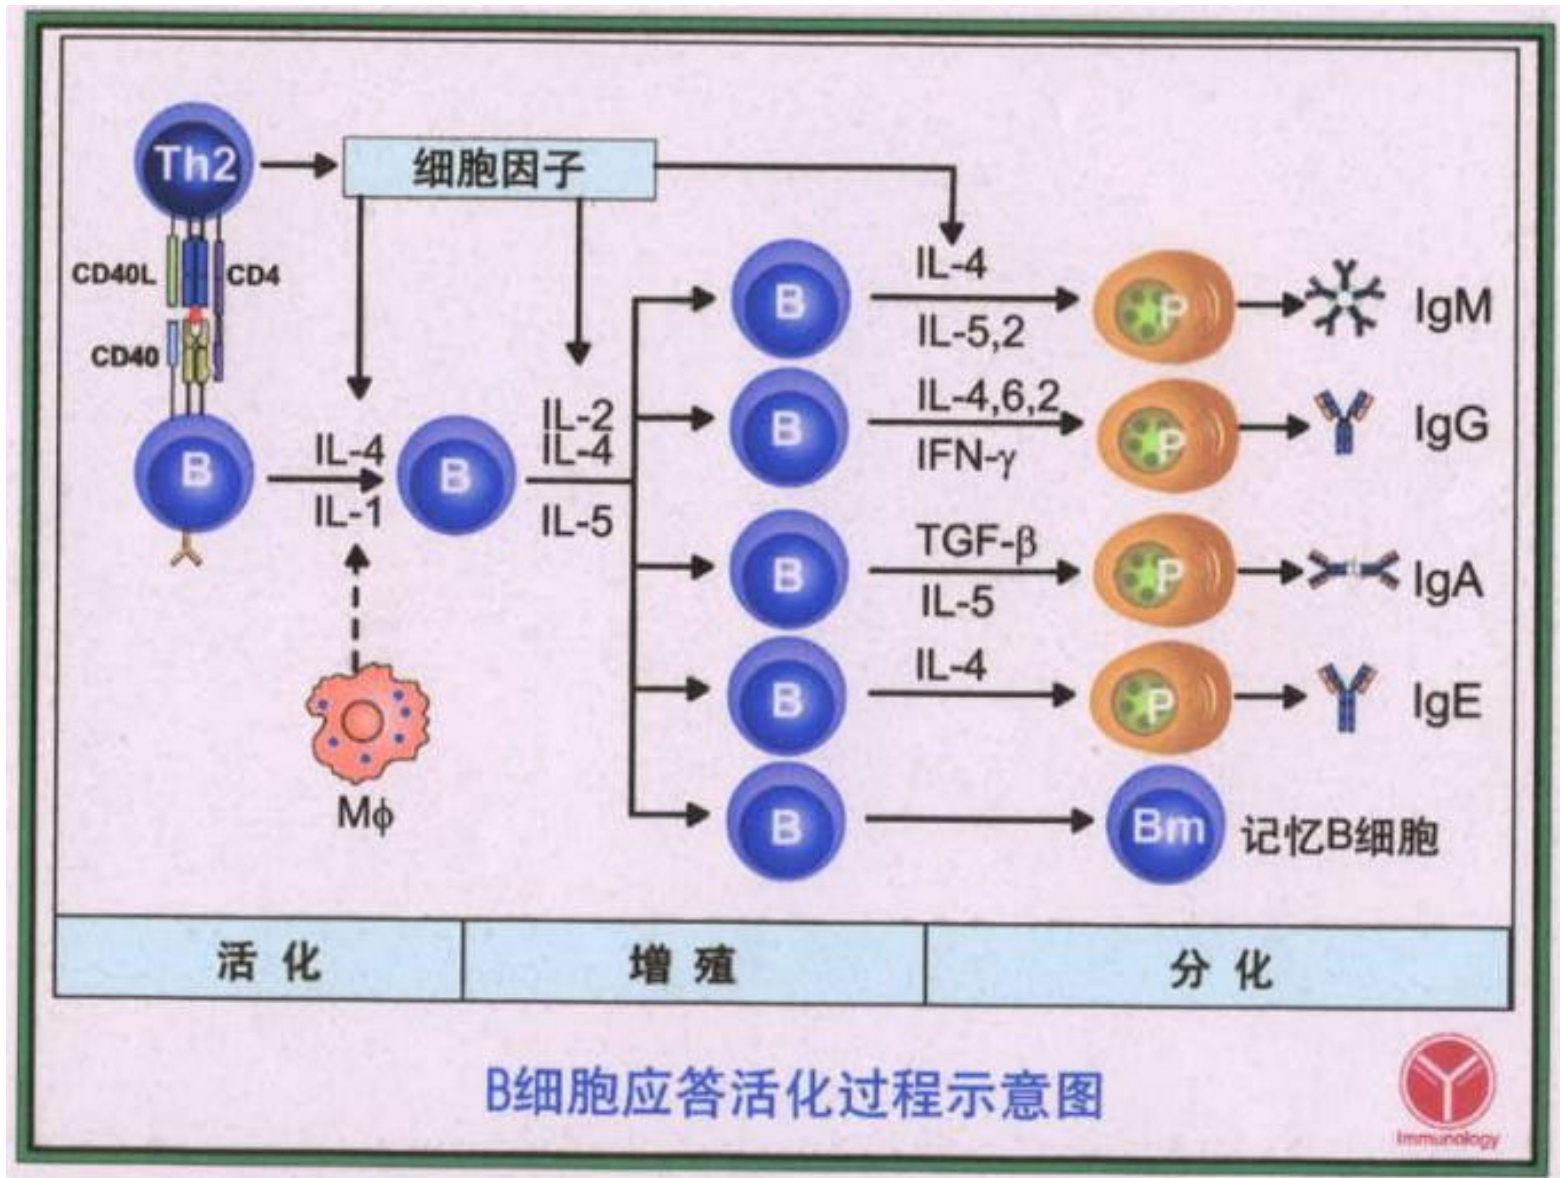 Th2
细胞因子
CD40L
CD4
CD40
B
IL-4
IL-1
B
IL-2
IL-4
IL-5
Mφ
B
IL-4
IL-5,2
P
IgM
B
IL-4,6,2
IFN-γ
P
IgG
B
TGF-β
IL-5
P
IgA
B
IL-4
P
IgE
B
Bm
记忆B细胞
活化
增殖
分化
B细胞应答活化过程示意图
Immunology